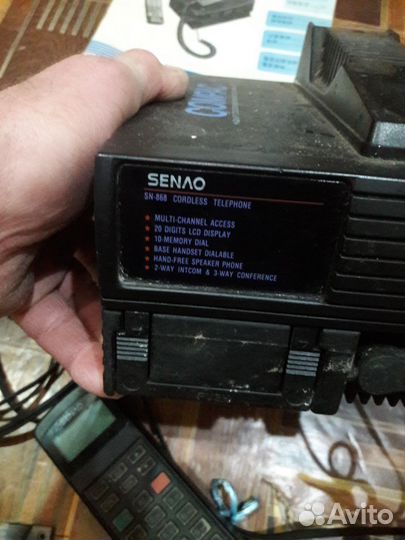 SENAO
SN-868 CORDLESS TELEPHONE
MULTI-CHANNEL ACCESS
20 DIGITS LCD DISPLAY
10-MEMORY DIAL
BASE HANDSET DIALABLE
HAND-FREE SPEAKER PHONE
2-WAY INTCOM & 3-WAY CONFERENCE
Avito